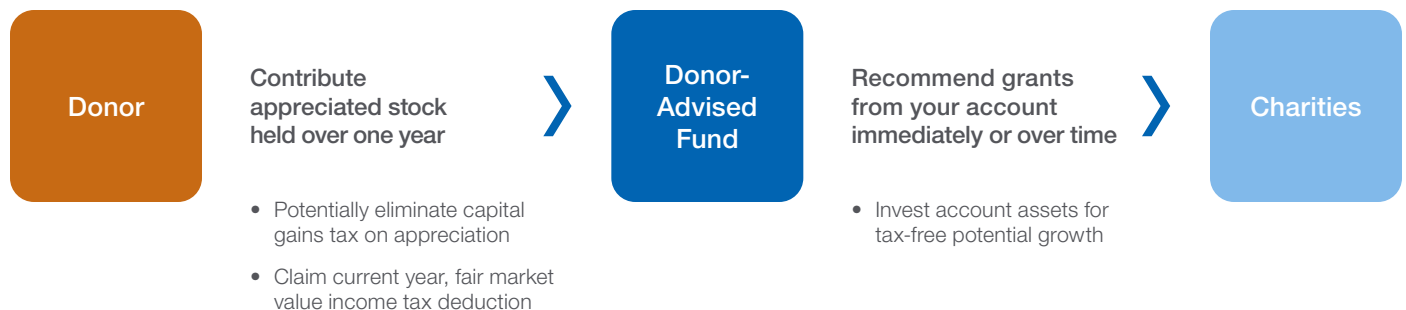 Donor
Contribute
appreciated stock
held over one year
• Potentially eliminate capital
gains tax on appreciation
• Claim current year, fair market
value income tax deduction
Donor-
Advised
Fund
Recommend grants
from your account
immediately or over time
• Invest account assets for
tax-free potential growth
Charities